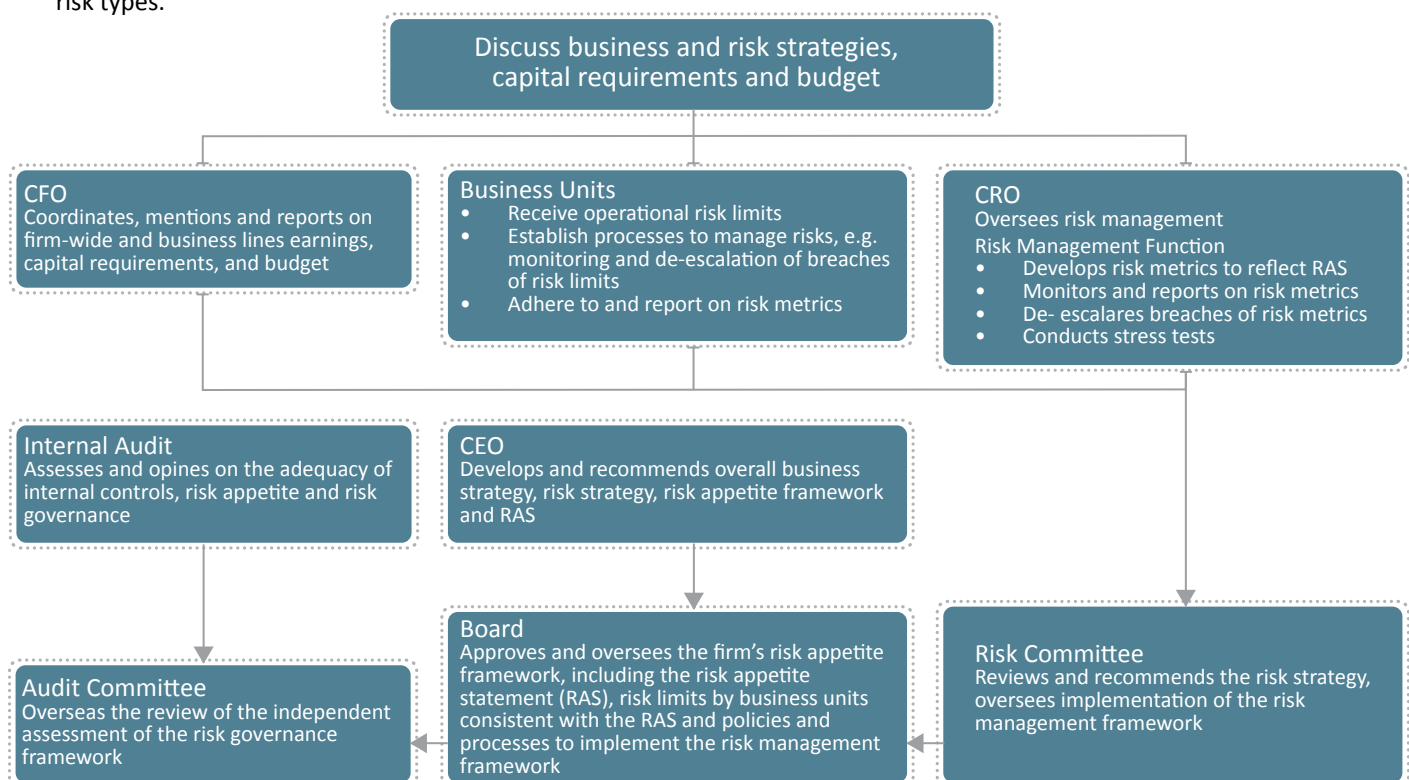 risk types.
Discuss business and risk strategies,
capital requirements and budget
CFO
Coordinates, mentions and reports on
firm-wide and business lines earnings,
capital requirements, and budget
Business Units
• Receive operational risk limits
• Establish processes to manage risks, e.g.
monitoring and de-escalation of breaches
of risk limits
• Adhere to and report on risk metrics
CRO
Oversees risk management
Risk Management Function
• Develops risk metrics to reflect RAS
• Monitors and reports on risk metrics
• De- escalares breaches of risk metrics
• Conducts stress tests
Internal Audit
Assesses and opines on the adequacy of
internal controls, risk appetite and risk
governance
CEO
Develops and recommends overall business
strategy, risk strategy, risk appetite framework
and RAS
Audit Committee
Overseas the review of the independent
assessment of the risk governance
framework
Board
Approves and oversees the firm's risk appetite
framework, including the risk appetite
statement (RAS), risk limits by business units
consistent with the RAS and policies and
processes to implement the risk management
framework
Risk Committee
Reviews and recommends the risk strategy,
oversees implementation of the risk
management framework